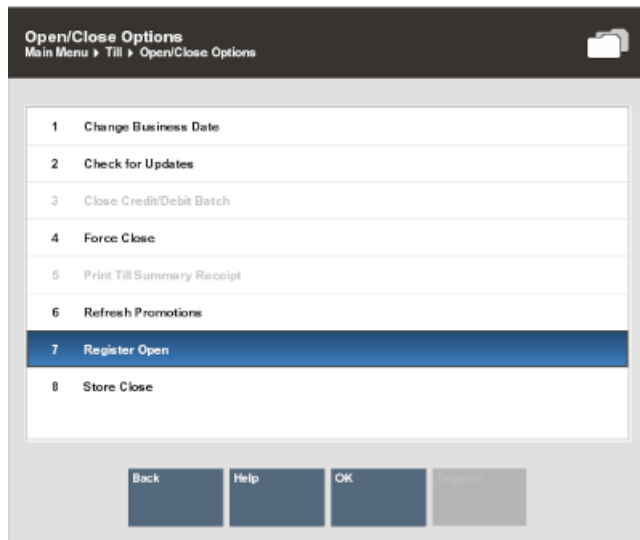 Open/Close Options
Main Menu ▸ Till ▸ Open/Close Options
1 Change Business Date
2 Check for Updates
3 Close Credit/Debit Batch
4 Force Close
5 Print Till Summary Receipt
6 Refresh Promotions
7 Register Open
8 Store Close
Back Help OK Register